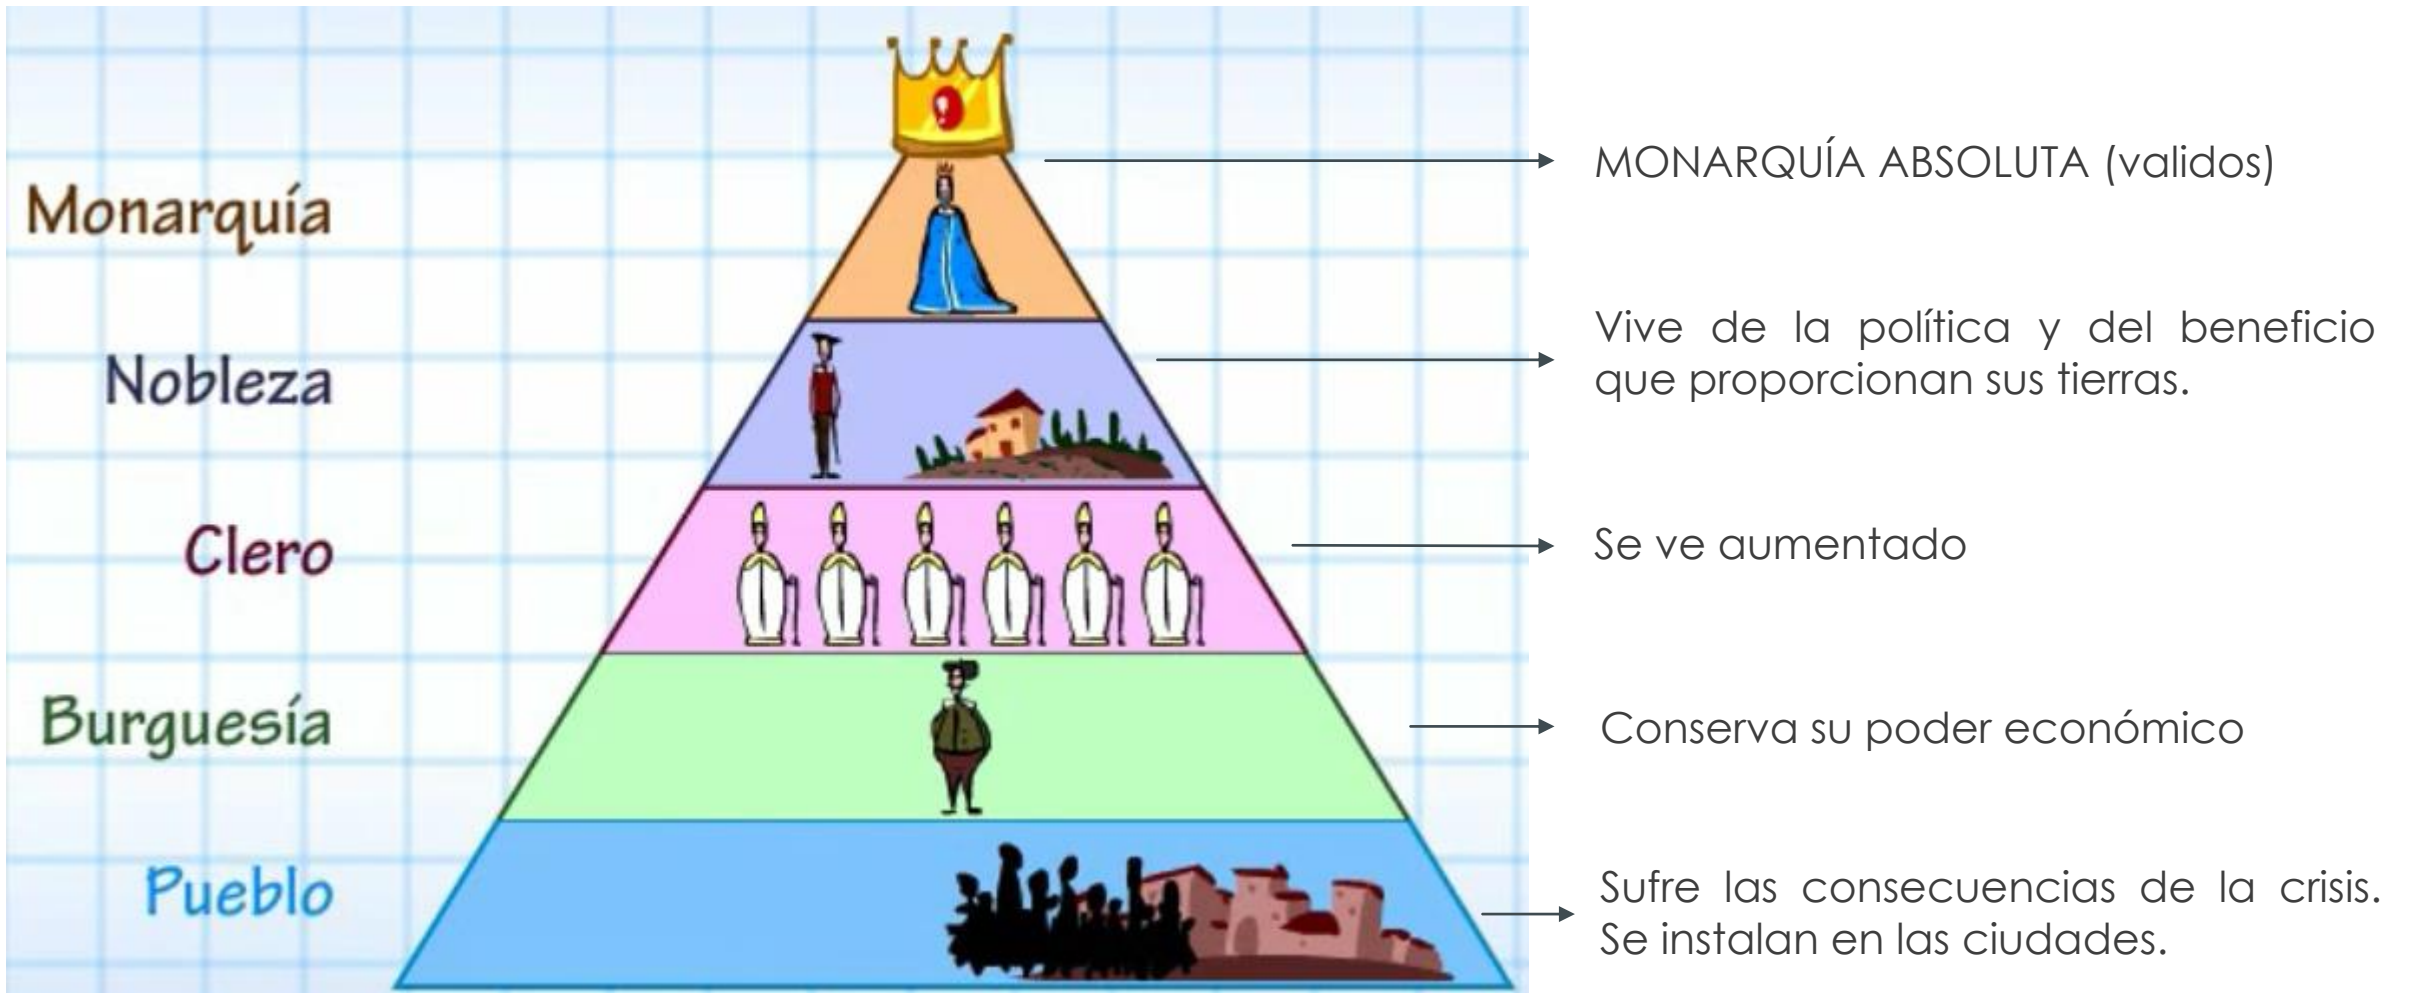 MONARQUÍA ABSOLUTA (validos)
Monarquía
Vive de la política y del beneficio
que proporcionan sus tierras.
Nobleza
Se ve aumentado
Clero
Conserva su poder económico
Burguesía
Sufre las consecuencias de la crisis.
Se instalan en las ciudades.
Pueblo